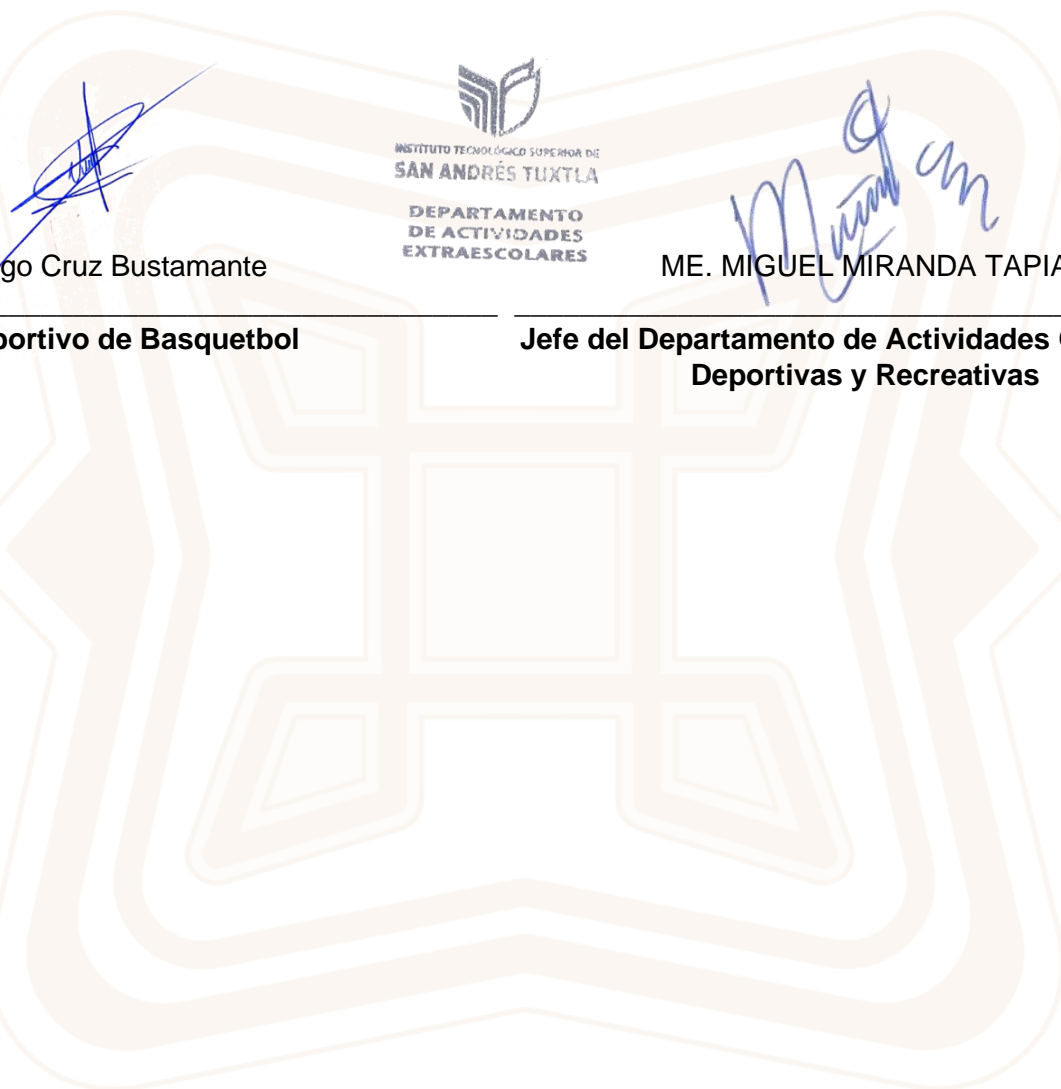 INSTITUTO TECNOLÓGICO SUPERIOR DE
SAN ANDRÉS TUXTLA
DEPARTAMENTO
DE ACTIVIDADES
EXTRAESCOLARES
go Cruz Bustamante
ME. MIGUEL MIRANDA TAPIA
portivo de Basquetbol
Jefe del Departamento de Actividades
Deportivas y Recreativas